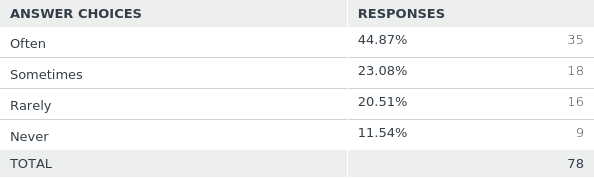 ANSWER CHOICES RESPONSES
Often 44.87% 35
Sometimes 23.08% 18
Rarely 20.51% 16
Never 11.54% 9
TOTAL 78